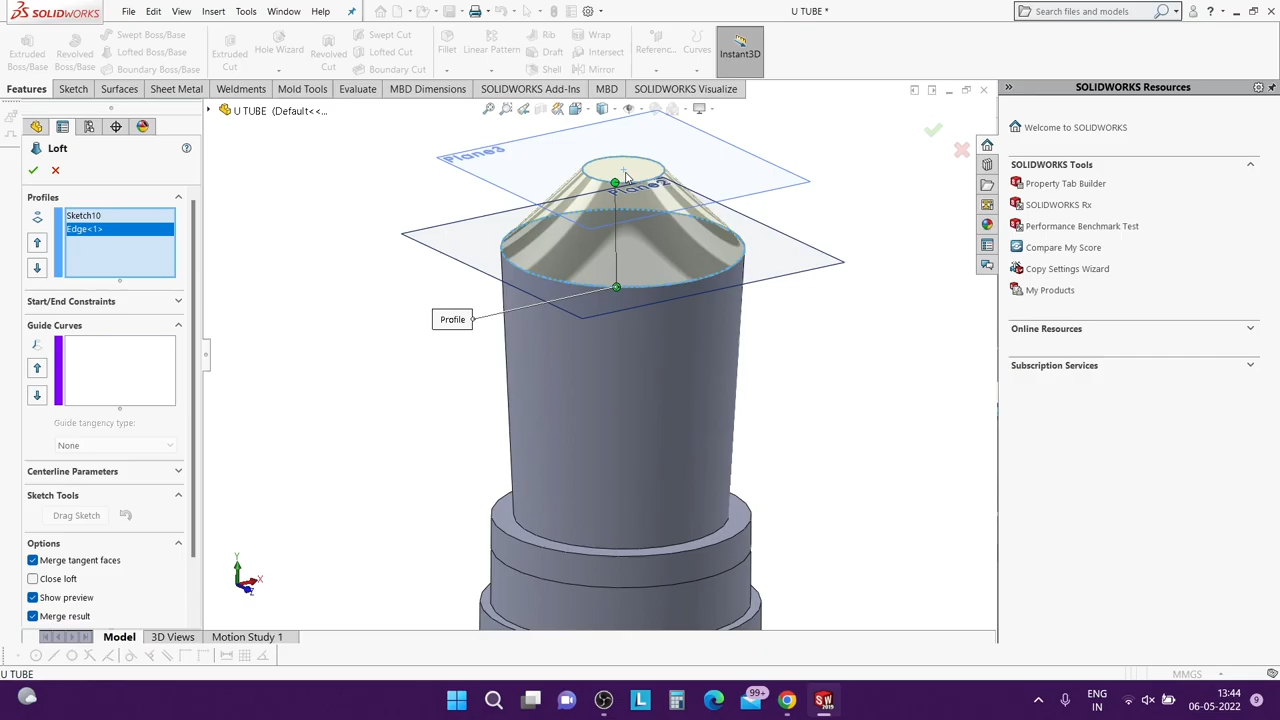 SOLIDWORKS File Edit View Insert Tools Window Help U TUBE * Search files and models
Extruded Boss/Base
Revolved Boss/Base
Swept Boss/Base
Lofted Boss/Base
Boundary Boss/Base
Extruded Cut
Hole Wizard
Revolved Cut
Swept Cut
Lofted Cut
Boundary Cut
Fillet
Linear Pattern
Rib
Draft
Shell
Wrap
Intersect
Mirror
Referenc...
Curves
Instant3D
Features Sketch Surfaces Sheet Metal Weldments Mold Tools Evaluate MBD Dimensions SOLIDWORKS Add-Ins MBD SOLIDWORKS Visualize
U TUBE (Default<<...
Loft
Profiles
Sketch10
Edge<1>
Start/End Constraints
Guide Curves
Guide tangency type:
None
Centerline Parameters
Sketch Tools
Drag Sketch
Options
Merge tangent faces
Close loft
Show preview
Merge result
Plane3
Plane2
Profile
Y
X
Z
SOLIDWORKS Resources
Welcome to SOLIDWORKS
SOLIDWORKS Tools
Property Tab Builder
SOLIDWORKS Rx
Performance Benchmark Test
Compare My Score
Copy Settings Wizard
My Products
Online Resources
Subscription Services
Model 3D Views Motion Study 1
U TUBE MMGS
99+
L
SW
2019
ENG
IN
13:44
06-05-2022
9